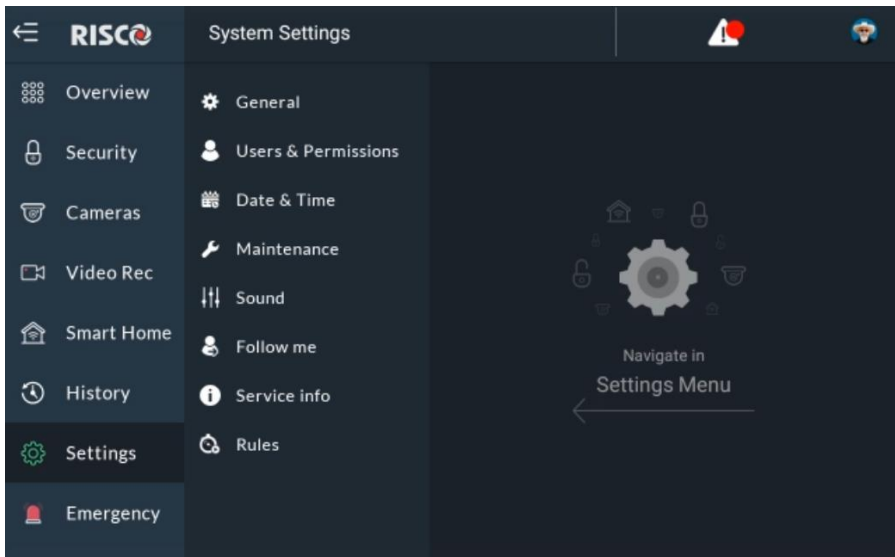 RISCO
System Settings
Overview
Security
Cameras
Video Rec
Smart Home
History
Settings
Emergency
General
Users & Permissions
Date & Time
Maintenance
Sound
Follow me
Service info
Rules
Navigate in
Settings Menu